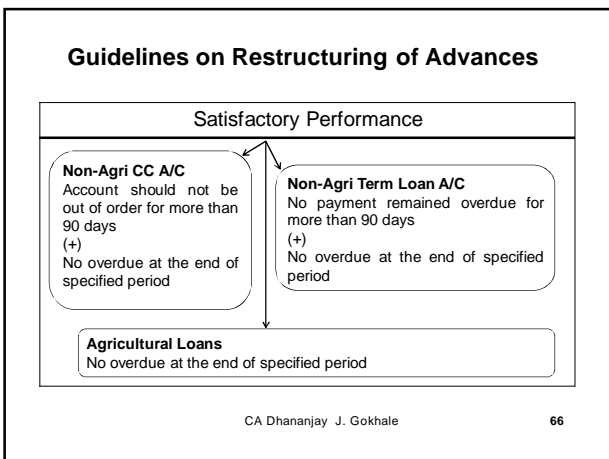 Guidelines on Restructuring of Advances
Satisfactory Performance
Non-Agri CC A/C
Account should not be
out of order for more than
90 days
(+)
No overdue at the end of
specified period
Non-Agri Term Loan A/C
No payment remained overdue for
more than 90 days
(+)
No overdue at the end of specified
period
Agricultural Loans
No overdue at the end of specified period
CA Dhananjay J. Gokhale
66